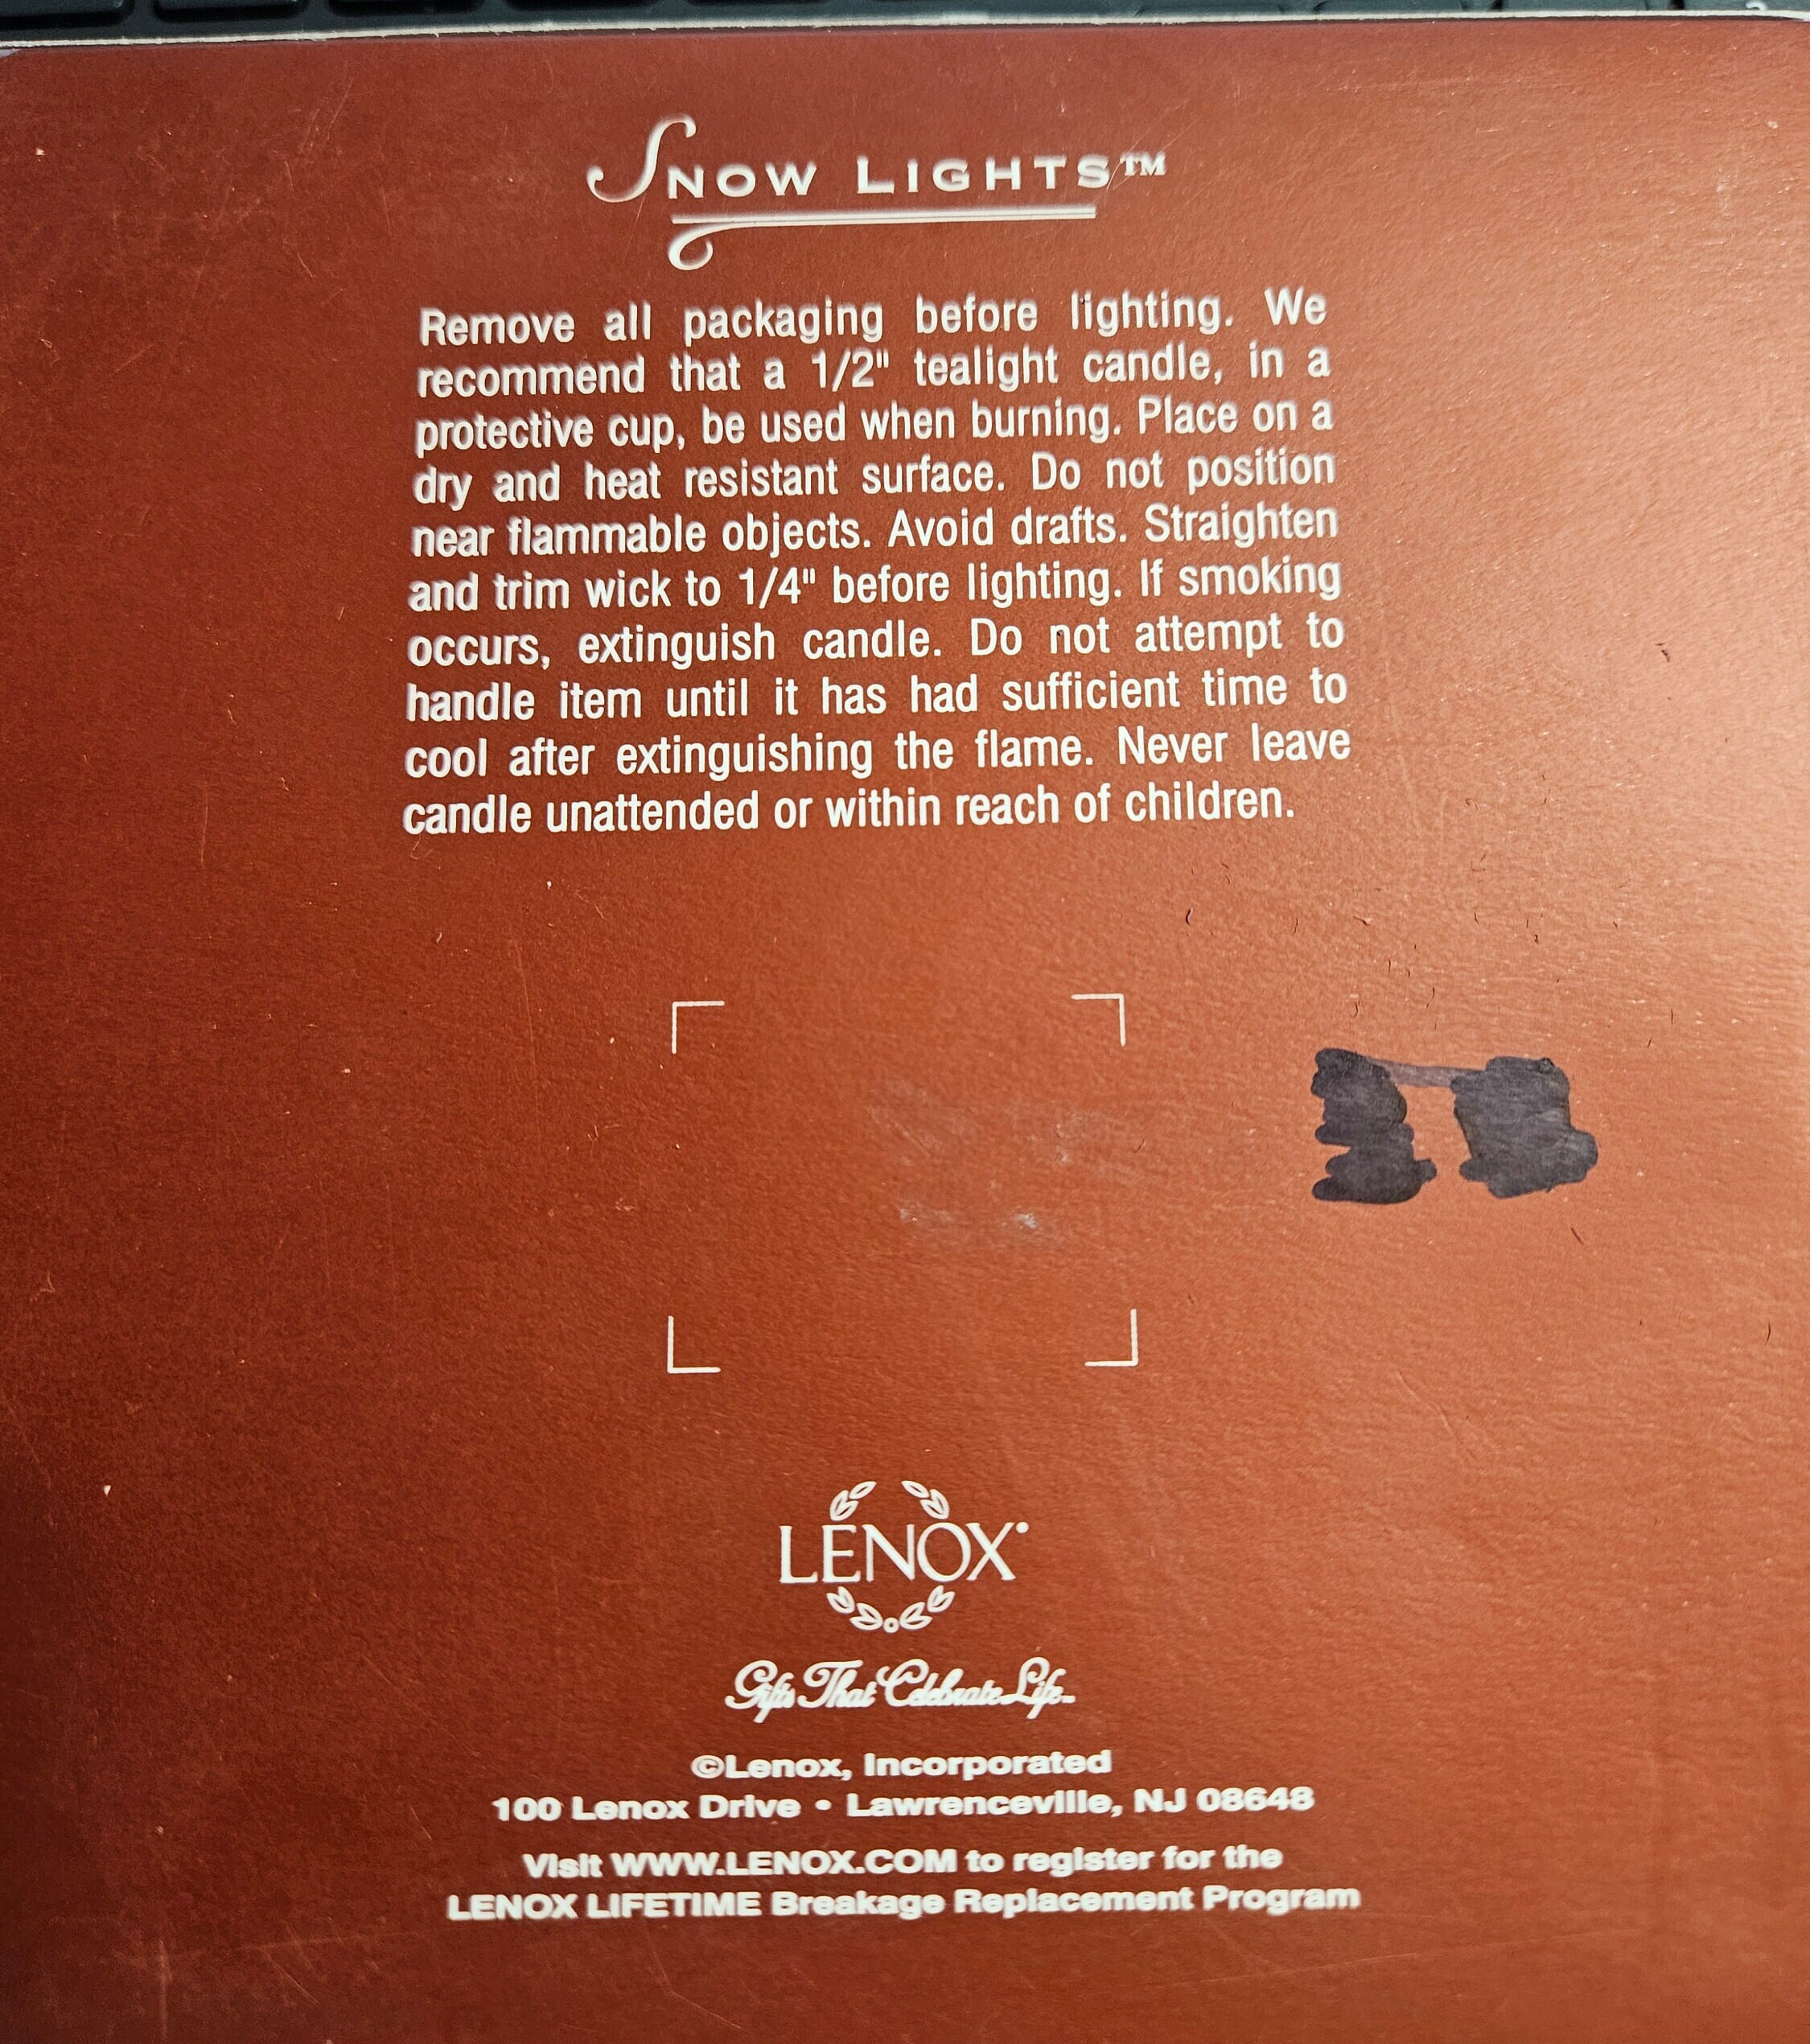 Snow Lights™
Remove all packaging before lighting. We
recommend that a 1/2" tealight candle, in a
protective cup, be used when burning. Place on a
dry and heat resistant surface. Do not position
near flammable objects. Avoid drafts. Straighten
and trim wick to 1/4" before lighting. If smoking
occurs, extinguish candle. Do not attempt to
handle item until it has had sufficient time to
cool after extinguishing the flame. Never leave
candle unattended or within reach of children.
LENOX®
Gifts That Celebrate Life™
©Lenox, Incorporated
100 Lenox Drive • Lawrenceville, NJ 08648
Visit WWW.LENOX.COM to register for the
LENOX LIFETIME Breakage Replacement Program